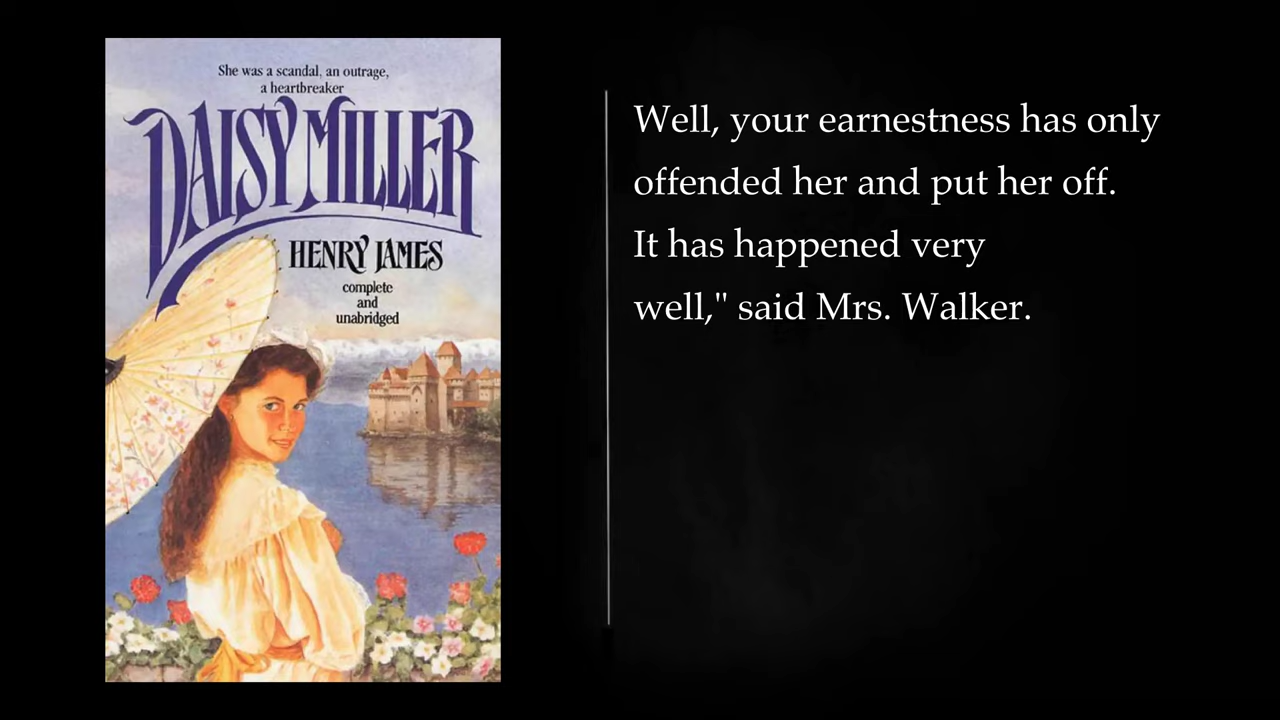 She was a scandal, an outrage,
a heartbreaker
DAISY MILLER
HENRY JAMES
complete
and
unabridged
Well, your earnestness has only
offended her and put her off.
It has happened very
well," said Mrs. Walker.